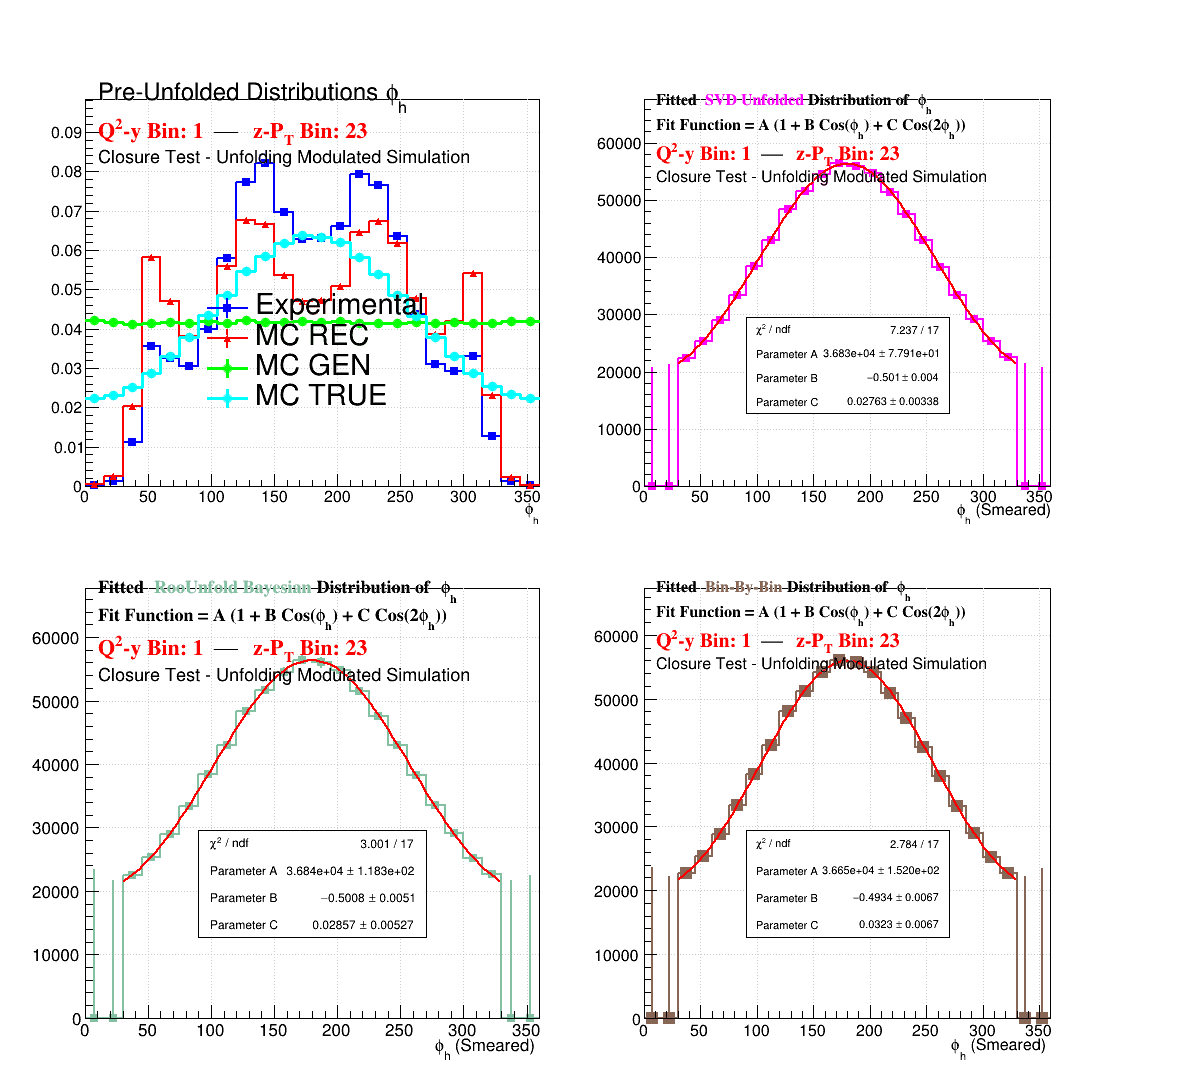 Pre-Unfolded Distributions ϕh
Q²-y Bin: 1 — z-PT Bin: 23
Closure Test - Unfolding Modulated Simulation
0.09
0.08
0.07
0.06
0.05
0.04
0.03
0.02
0.01
0
Experimental
MC REC
MC GEN
MC TRUE
0 50 100 150 200 250 300 350
ϕh
Fitted SVD Unfolded Distribution of ϕh
Fit Function = A (1 + B Cos(ϕh) + C Cos(2ϕh))
Q²-y Bin: 1 — z-PT Bin: 23
Closure Test - Unfolding Modulated Simulation
60000
50000
40000
30000
20000
10000
0
χ² / ndf 7.237 / 17
Parameter A 3.683e+04 ± 7.791e+01
Parameter B −0.501 ± 0.004
Parameter C 0.02763 ± 0.00338
0 50 100 150 200 250 300 350
ϕh (Smeared)
Fitted RooUnfold Bayesian Distribution of ϕh
Fit Function = A (1 + B Cos(ϕh) + C Cos(2ϕh))
Q²-y Bin: 1 — z-PT Bin: 23
Closure Test - Unfolding Modulated Simulation
60000
50000
40000
30000
20000
10000
0
χ² / ndf 3.001 / 17
Parameter A 3.684e+04 ± 1.183e+02
Parameter B −0.5008 ± 0.0051
Parameter C 0.02857 ± 0.00527
0 50 100 150 200 250 300 350
ϕh (Smeared)
Fitted Bin-By-Bin Distribution of ϕh
Fit Function = A (1 + B Cos(ϕh) + C Cos(2ϕh))
Q²-y Bin: 1 — z-PT Bin: 23
Closure Test - Unfolding Modulated Simulation
60000
50000
40000
30000
20000
10000
0
χ² / ndf 2.784 / 17
Parameter A 3.665e+04 ± 1.520e+02
Parameter B −0.4934 ± 0.0067
Parameter C 0.0323 ± 0.0067
0 50 100 150 200 250 300 350
ϕh (Smeared)